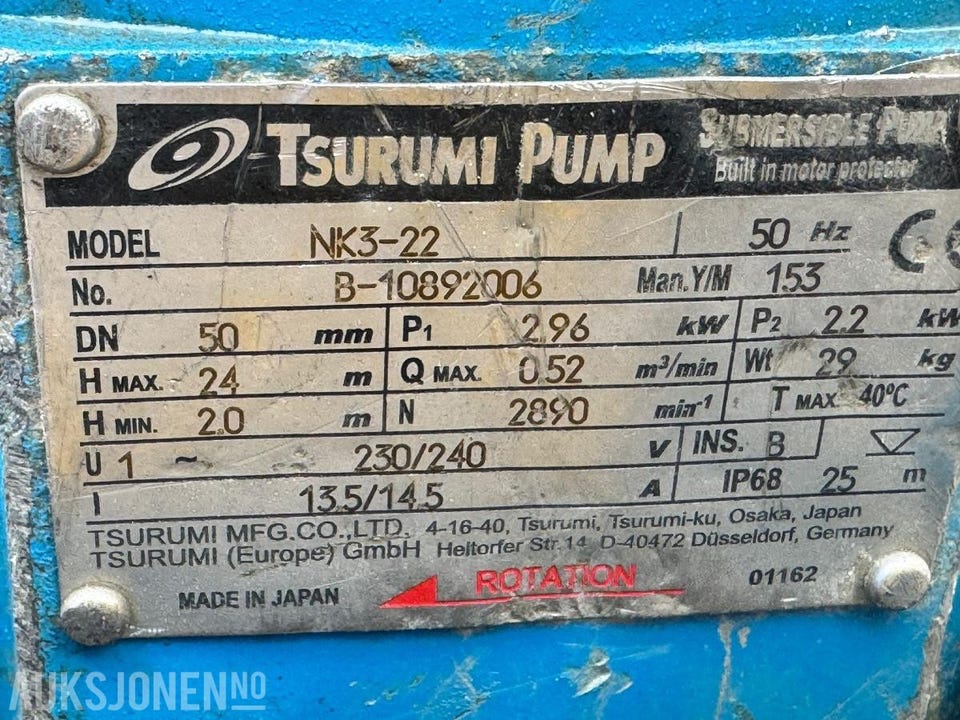 TSURUMI PUMP SUBMERSIBLE PUMP
Built in motor protector
MODEL NK3-22 50 Hz CE
No. B-10892006 Man.Y/M 153
DN 50 mm P1 2.96 kW P2 2.2 kW
H MAX. 24 m Q MAX. 0.52 m³/min Wt 29 kg
H MIN. 2.0 m N 2890 min-1 T MAX 40°C
U 1 ~ 230/240 V INS. B
I 13.5/14.5 A IP68 25 m
TSURUMI MFG.CO.,LTD. 4-16-40, Tsurumi, Tsurumi-ku, Osaka, Japan
TSURUMI (Europe) GmbH Heltorfer Str.14 D-40472 Düsseldorf, Germany
MADE IN JAPAN ROTATION 01162
AUKSJONEN.NO